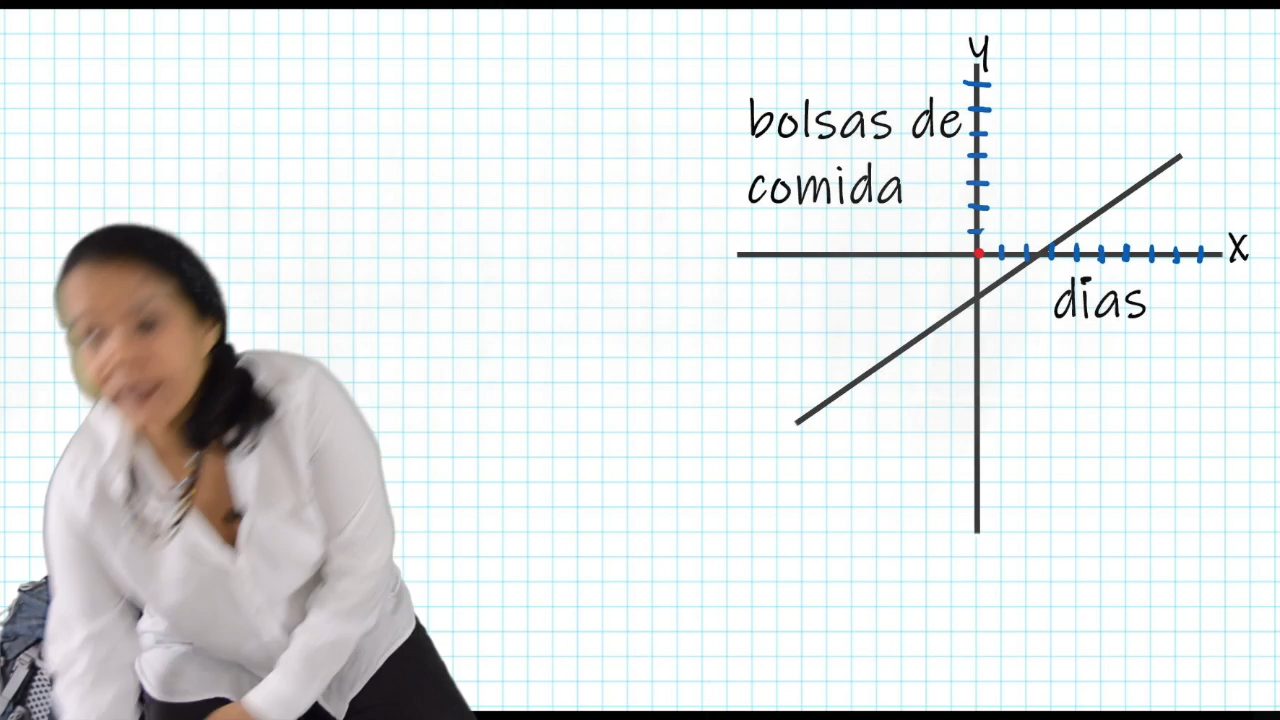 y
bolsas de
comida
x
dias